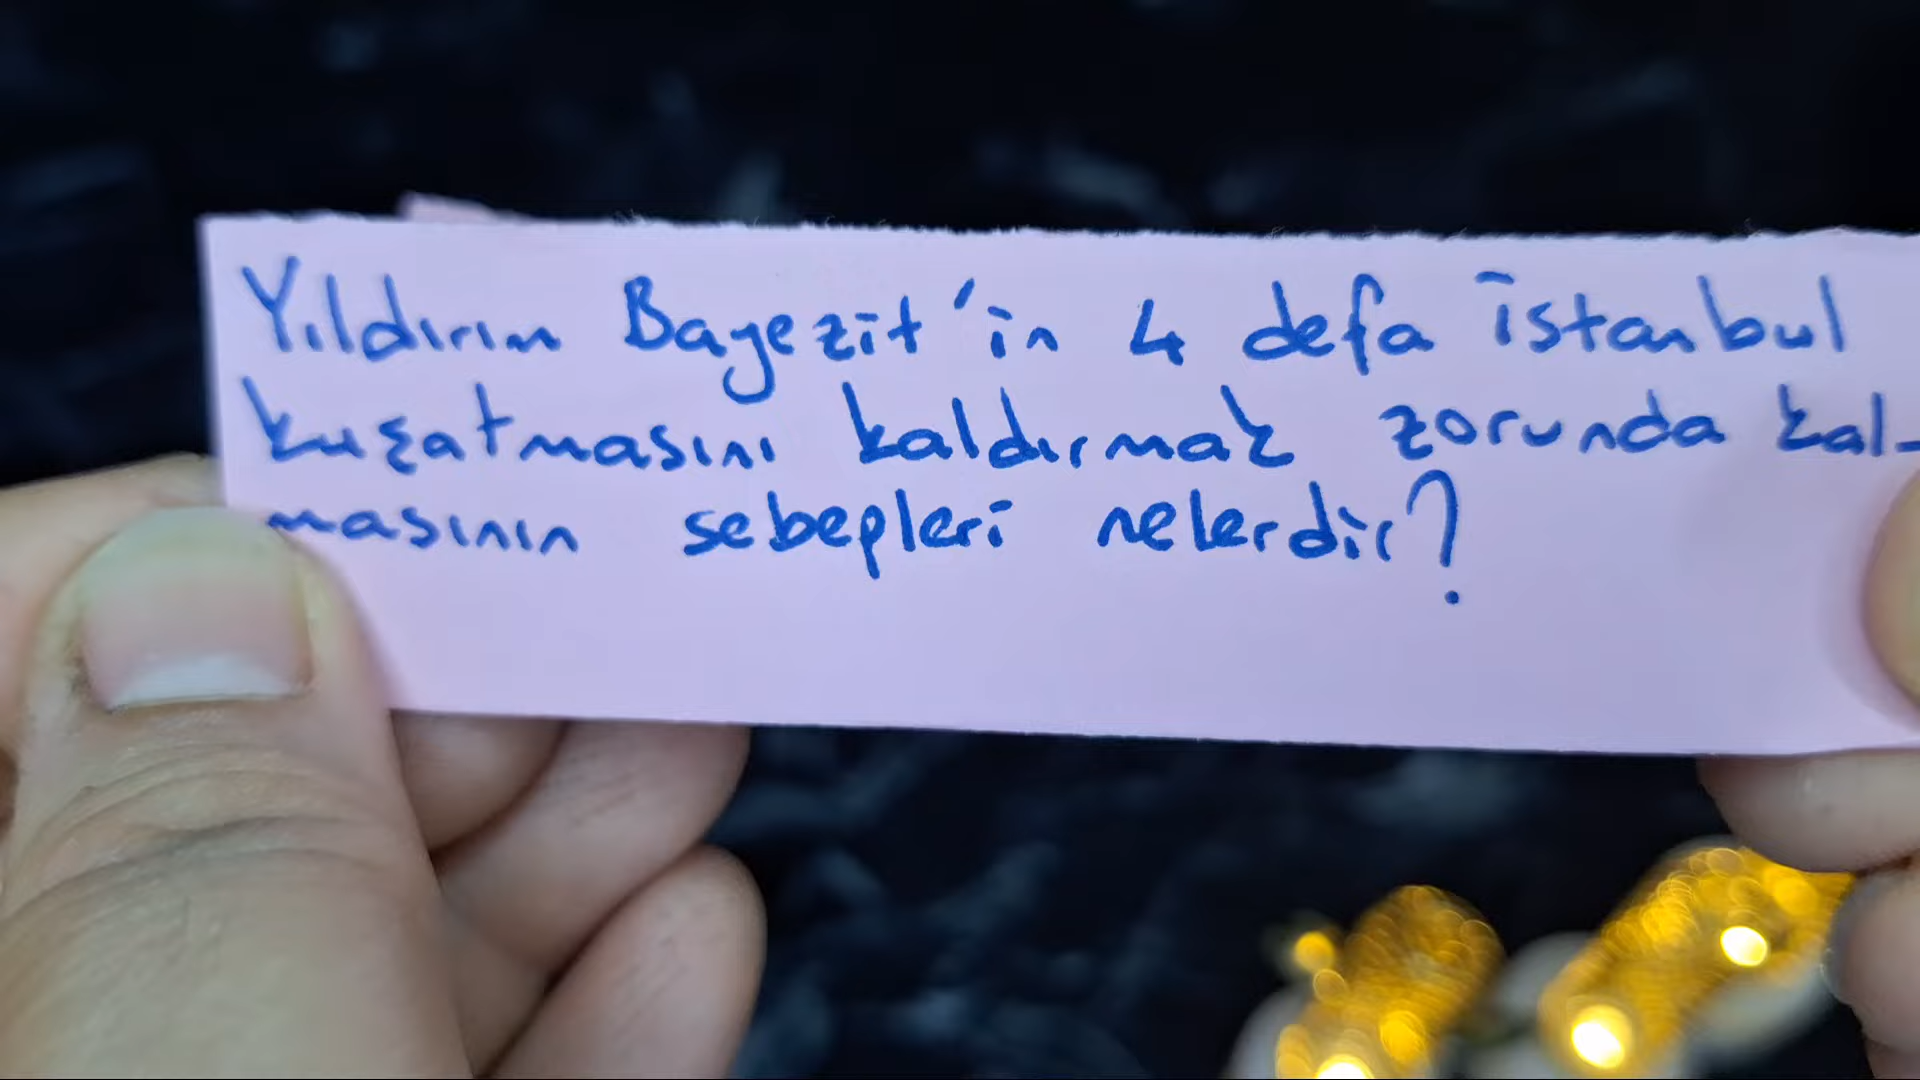 Yıldırım Bayezit'in 4 defa İstanbul
kuşatmasını kaldırmak zorunda kal-
masının sebepleri nelerdir?